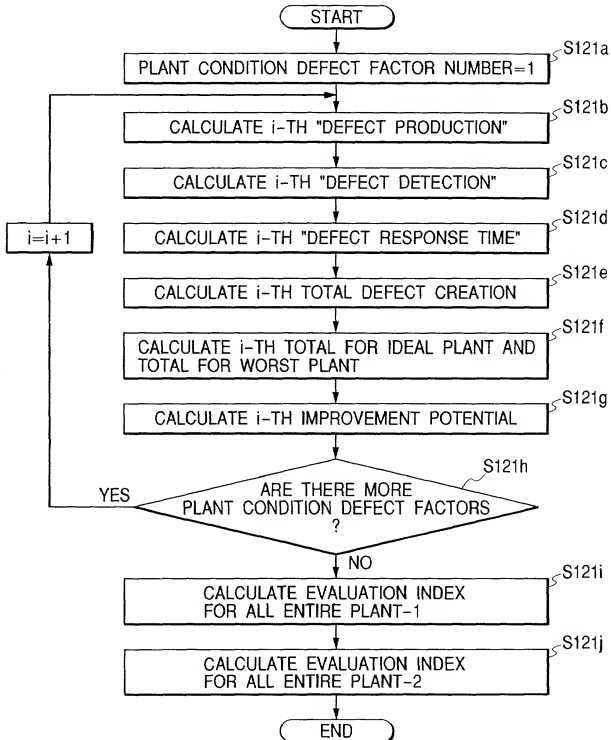 START
S121a
PLANT CONDITION DEFECT FACTOR NUMBER=1
S121b
CALCULATE i-TH "DEFECT PRODUCTION"
S121c
CALCULATE i-TH "DEFECT DETECTION"
S121d
i=i+1
CALCULATE i-TH "DEFECT RESPONSE TIME"
S121e
CALCULATE i-TH TOTAL DEFECT CREATION
S121f
CALCULATE i-TH TOTAL FOR IDEAL PLANT AND
TOTAL FOR WORST PLANT
S121g
CALCULATE i-TH IMPROVEMENT POTENTIAL
S121h
YES
ARE THERE MORE
PLANT CONDITION DEFECT FACTORS
?
NO
S121i
CALCULATE EVALUATION INDEX
FOR ALL ENTIRE PLANT-1
S121j
CALCULATE EVALUATION INDEX
FOR ALL ENTIRE PLANT-2
END